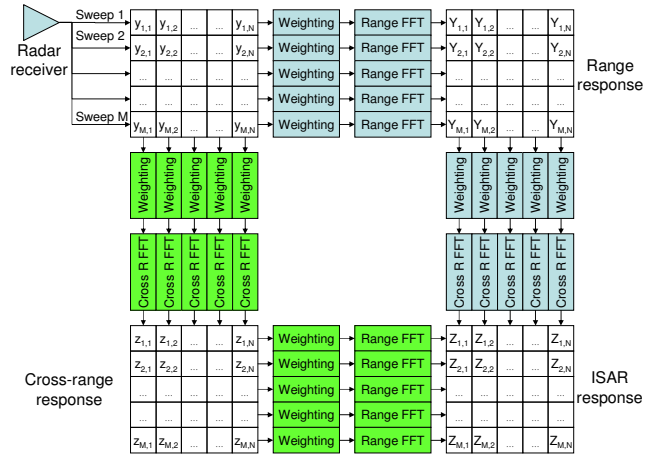 Sweep 1
Sweep 2
Sweep M
Radar
receiver
y1,1 y1,2 ... ... y1,N Weighting Range FFT Y1,1 Y1,2 ... ... Y1,N
y2,1 y2,2 ... ... y2,N Weighting Range FFT Y2,1 Y2,2 ... ... Y2,N
... ... ... ... ... Weighting Range FFT ... ... ... ... ...
... ... ... ... ... Weighting Range FFT ... ... ... ... ...
yM,1 yM,2 ... ... yM,N Weighting Range FFT YM,1 YM,2 ... ... YM,N
Range
response
Weighting Weighting Weighting Weighting Weighting Weighting Weighting Weighting Weighting Weighting
Cross R FFT Cross R FFT Cross R FFT Cross R FFT Cross R FFT Cross R FFT Cross R FFT Cross R FFT Cross R FFT Cross R FFT
z1,1 z1,2 ... ... z1,N Weighting Range FFT Z1,1 Z1,2 ... ... Z1,N
z2,1 z2,2 ... ... z2,N Weighting Range FFT Z2,1 Z2,2 ... ... Z2,N
... ... ... ... ... Weighting Range FFT ... ... ... ... ...
... ... ... ... ... Weighting Range FFT ... ... ... ... ...
zM,1 zM,2 ... ... zM,N Weighting Range FFT ZM,1 ZM,2 ... ... ZM,N
Cross-range
response
ISAR
response